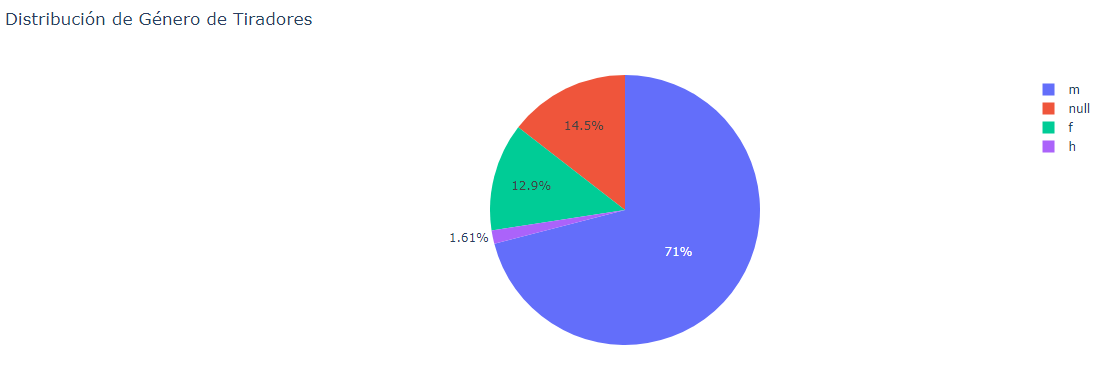 Distribución de Género de Tiradores
m
null
f
h
14.5%
12.9%
1.61%
71%